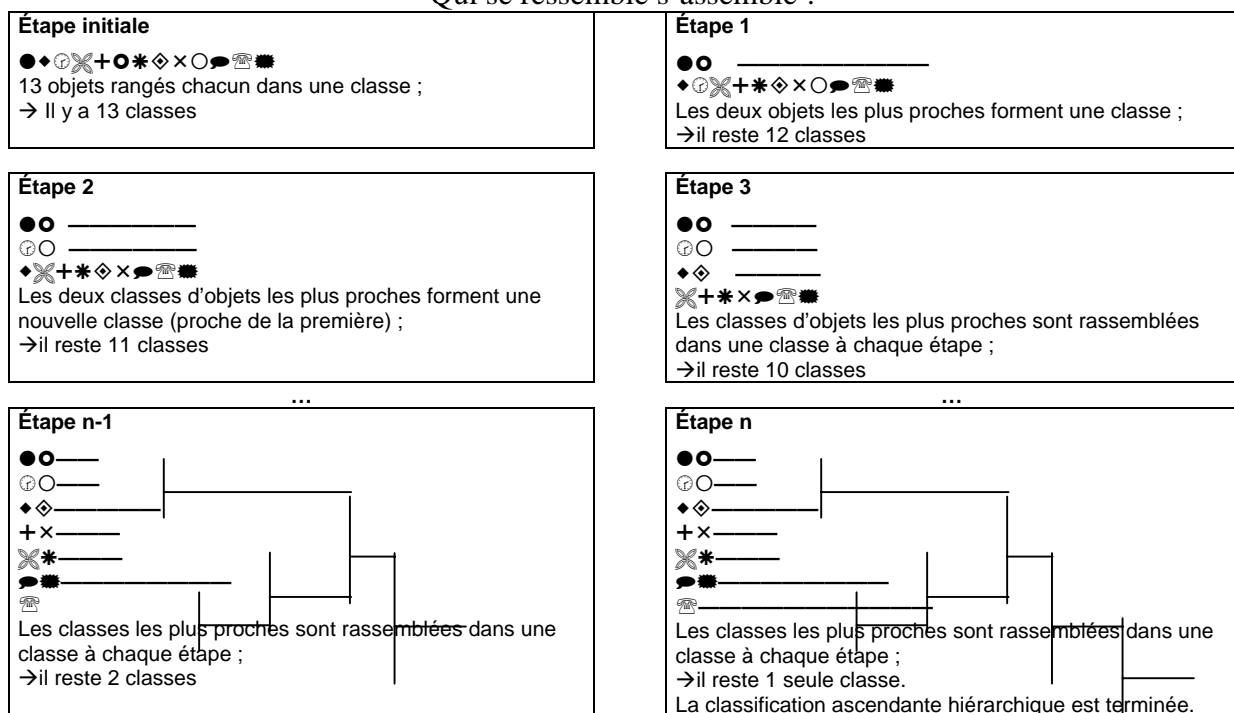 Qui se ressemble s'assemble !
Étape initiale
●◆🕝✂+○✱◈×○🗩☎✹
13 objets rangés chacun dans une classe ;
→ Il y a 13 classes
Étape 1
Les deux objets les plus proches forment une classe ;
→il reste 12 classes
Étape 2
Les deux classes d'objets les plus proches forment une
nouvelle classe (proche de la première) ;
→il reste 11 classes
Étape 3
Les classes d'objets les plus proches sont rassemblées
dans une classe à chaque étape ;
→il reste 10 classes
…
…
Étape n-1
Les classes les plus proches sont rassemblées dans une
classe à chaque étape ;
→il reste 2 classes
Étape n
Les classes les plus proches sont rassemblées dans une
classe à chaque étape ;
→il reste 1 seule classe.
La classification ascendante hiérarchique est terminée.